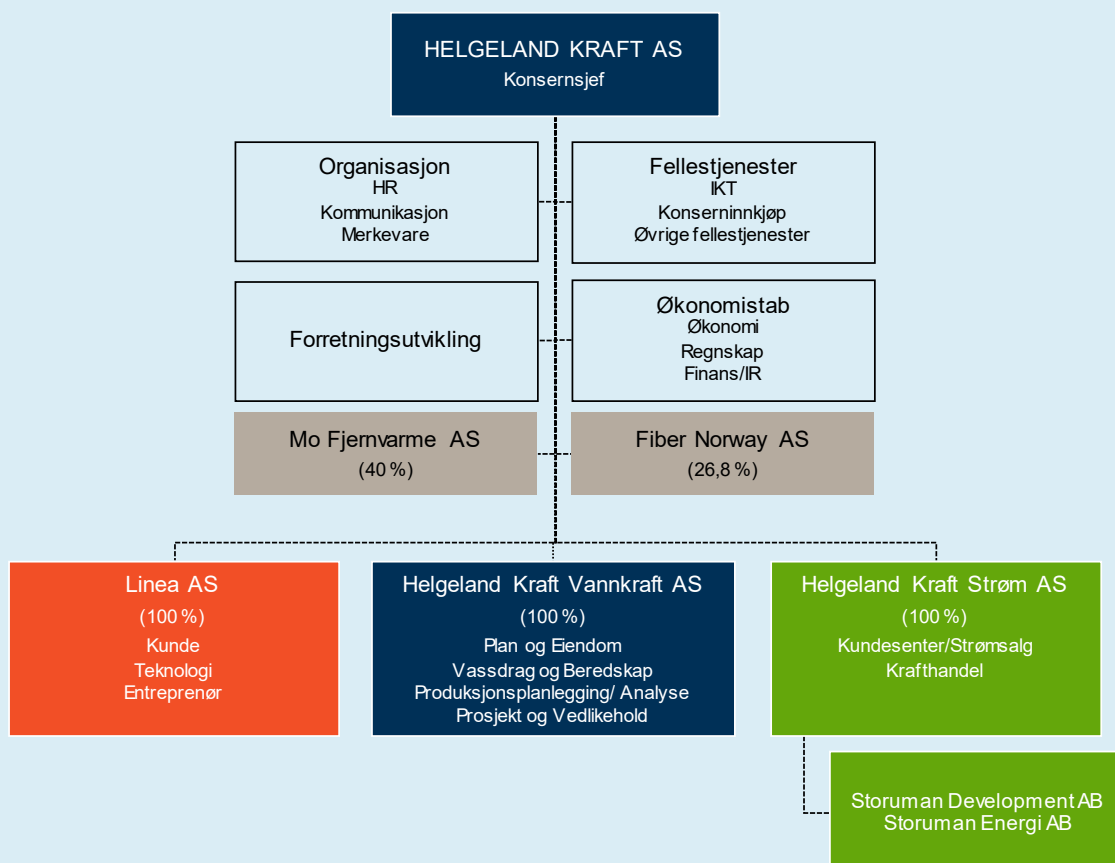 HELGELAND KRAFT AS
Konsernsjef
Organisasjon
HR
Kommunikasjon
Merkevare
Fellestjenester
IKT
Konserninnkjøp
Øvrige fellestjenester
Forretningsutvikling
Økonomistab
Økonomi
Regnskap
Finans/IR
Mo Fjernvarme AS
(40 %)
Fiber Norway AS
(26,8 %)
Linea AS
(100 %)
Kunde
Teknologi
Entreprenør
Helgeland Kraft Vannkraft AS
(100 %)
Plan og Eiendom
Vassdrag og Beredskap
Produksjonsplanlegging/ Analyse
Prosjekt og Vedlikehold
Helgeland Kraft Strøm AS
(100 %)
Kundesenter/Strømsalg
Krafthandel
Storuman Development AB
Storuman Energi AB